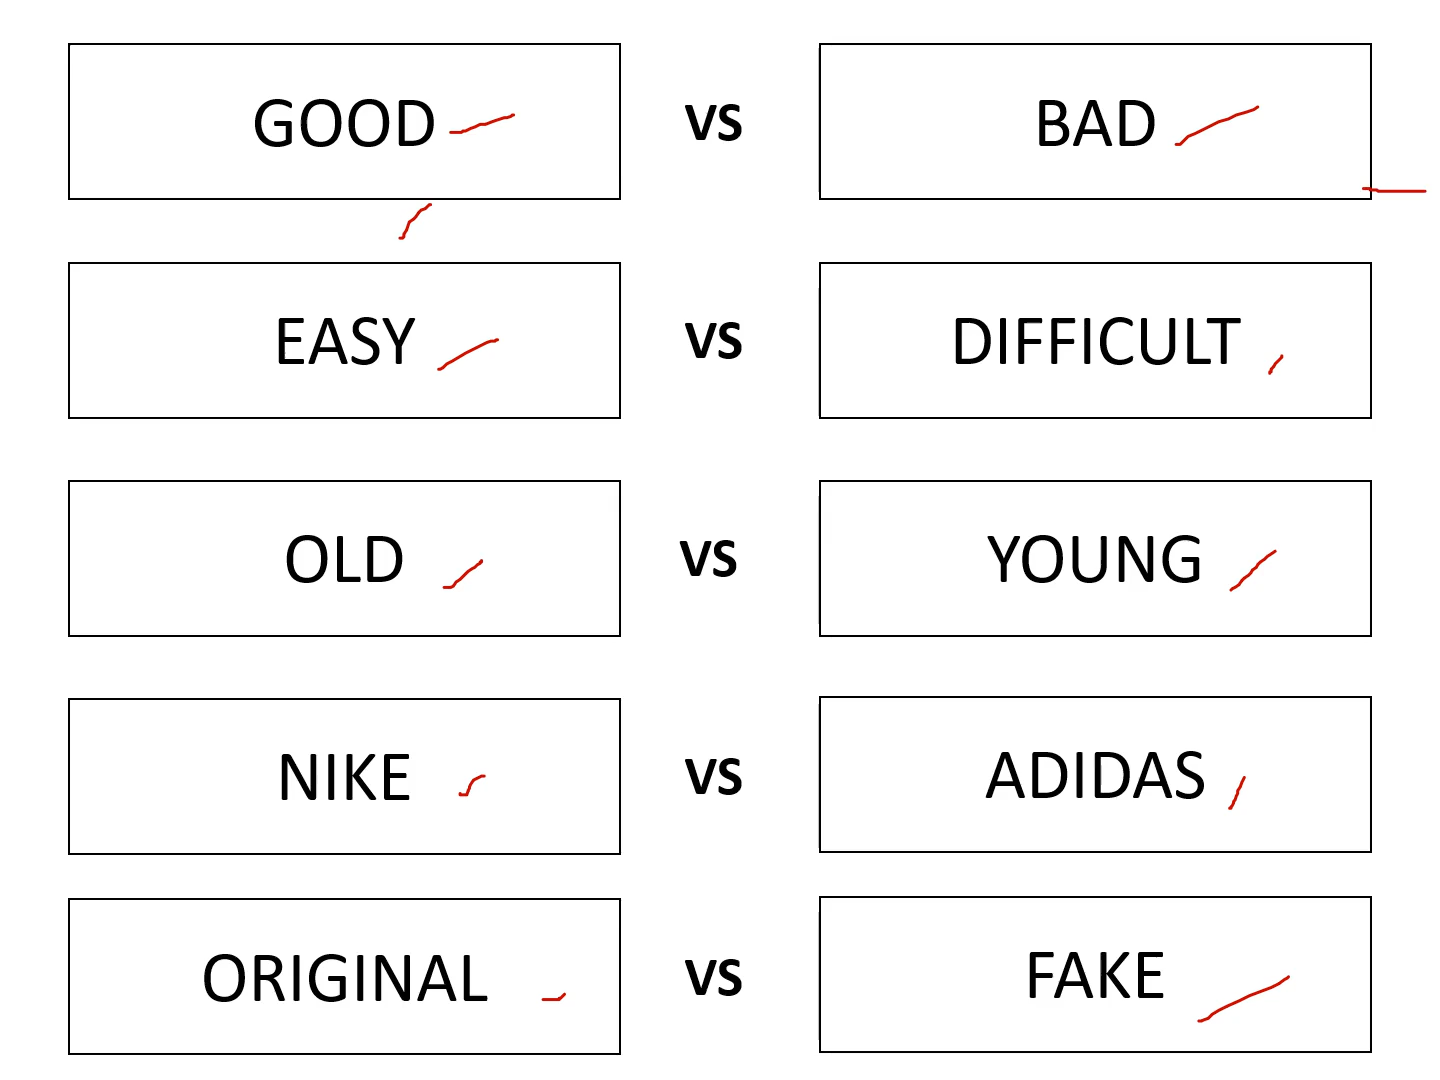 GOOD VS BAD
EASY VS DIFFICULT
OLD VS YOUNG
NIKE VS ADIDAS
ORIGINAL VS FAKE